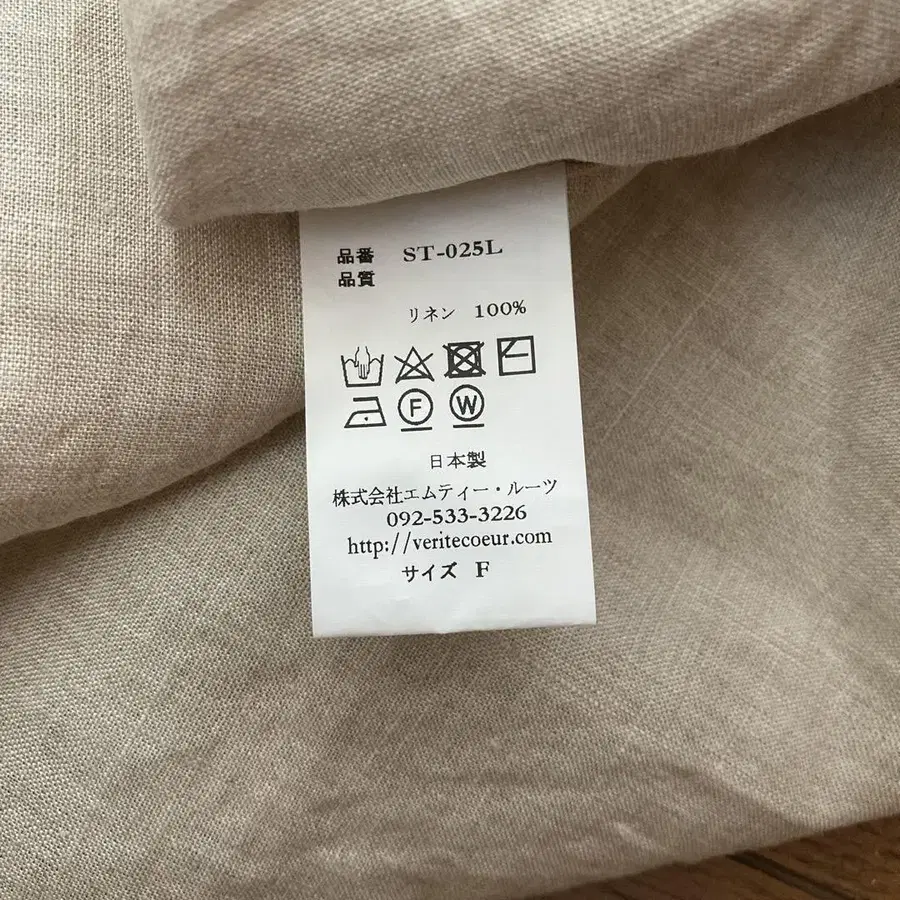 品番 ST-025L
品質
リネン 100%
F W
日本製
株式会社エムティー・ルーツ
092-533-3226
http://veritecoeur.com
サイズ F